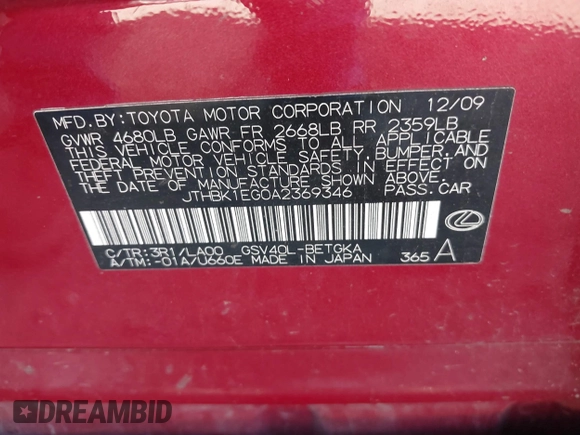 MFD.BY:TOYOTA MOTOR CORPORATION 12/09
GVWR 4680LB GAWR FR 2668LB RR 2359LB
THIS VEHICLE CONFORMS TO ALL APPLICABLE
FEDERAL MOTOR VEHICLE SAFETY,BUMPER,AND
THEFT PREVENTION STANDARDS IN EFFECT ON
THE DATE OF MANUFACTURE SHOWN ABOVE.
JTHBK1EG0A2369346 PASS.CAR
C/TR:3R1/LA00 GSV40L-BETGKA
A/TM:-01A/U660E MADE IN JAPAN 365 A
DREAMBID